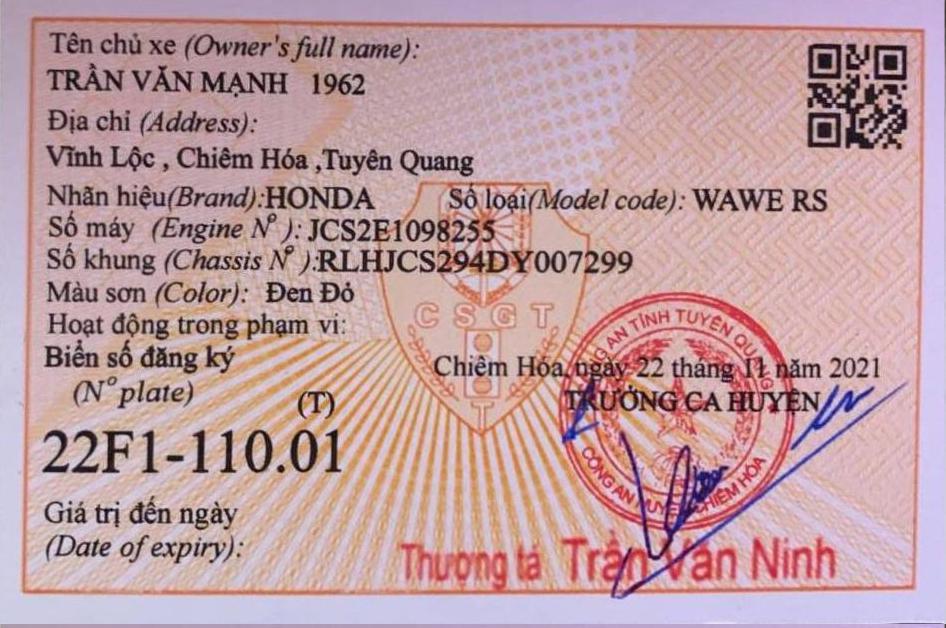 Tên chủ xe (Owner's full name):
TRẦN VĂN MẠNH 1962
Địa chỉ (Address):
Vĩnh Lộc , Chiêm Hóa ,Tuyên Quang
Nhãn hiệu(Brand):HONDA Số loại(Model code): WAWE RS
Số máy (Engine Nº ): JCS2E1098255
Số khung (Chassis Nº ):RLHJCS294DY007299
Màu sơn (Color): Đen Đỏ
Hoạt động trong phạm vi:
CSGT
Biển số đăng ký
(Nº plate)
(T)
22F1-110.01
Giá trị đến ngày
(Date of expiry):
Chiêm Hóa, ngày 22 tháng 11 năm 2021
TRƯỞNG CA HUYỆN
CÔNG AN TỈNH TUYÊN QUANG
CÔNG AN HUYỆN CHIÊM HÓA
Thượng tá Trần Văn Ninh